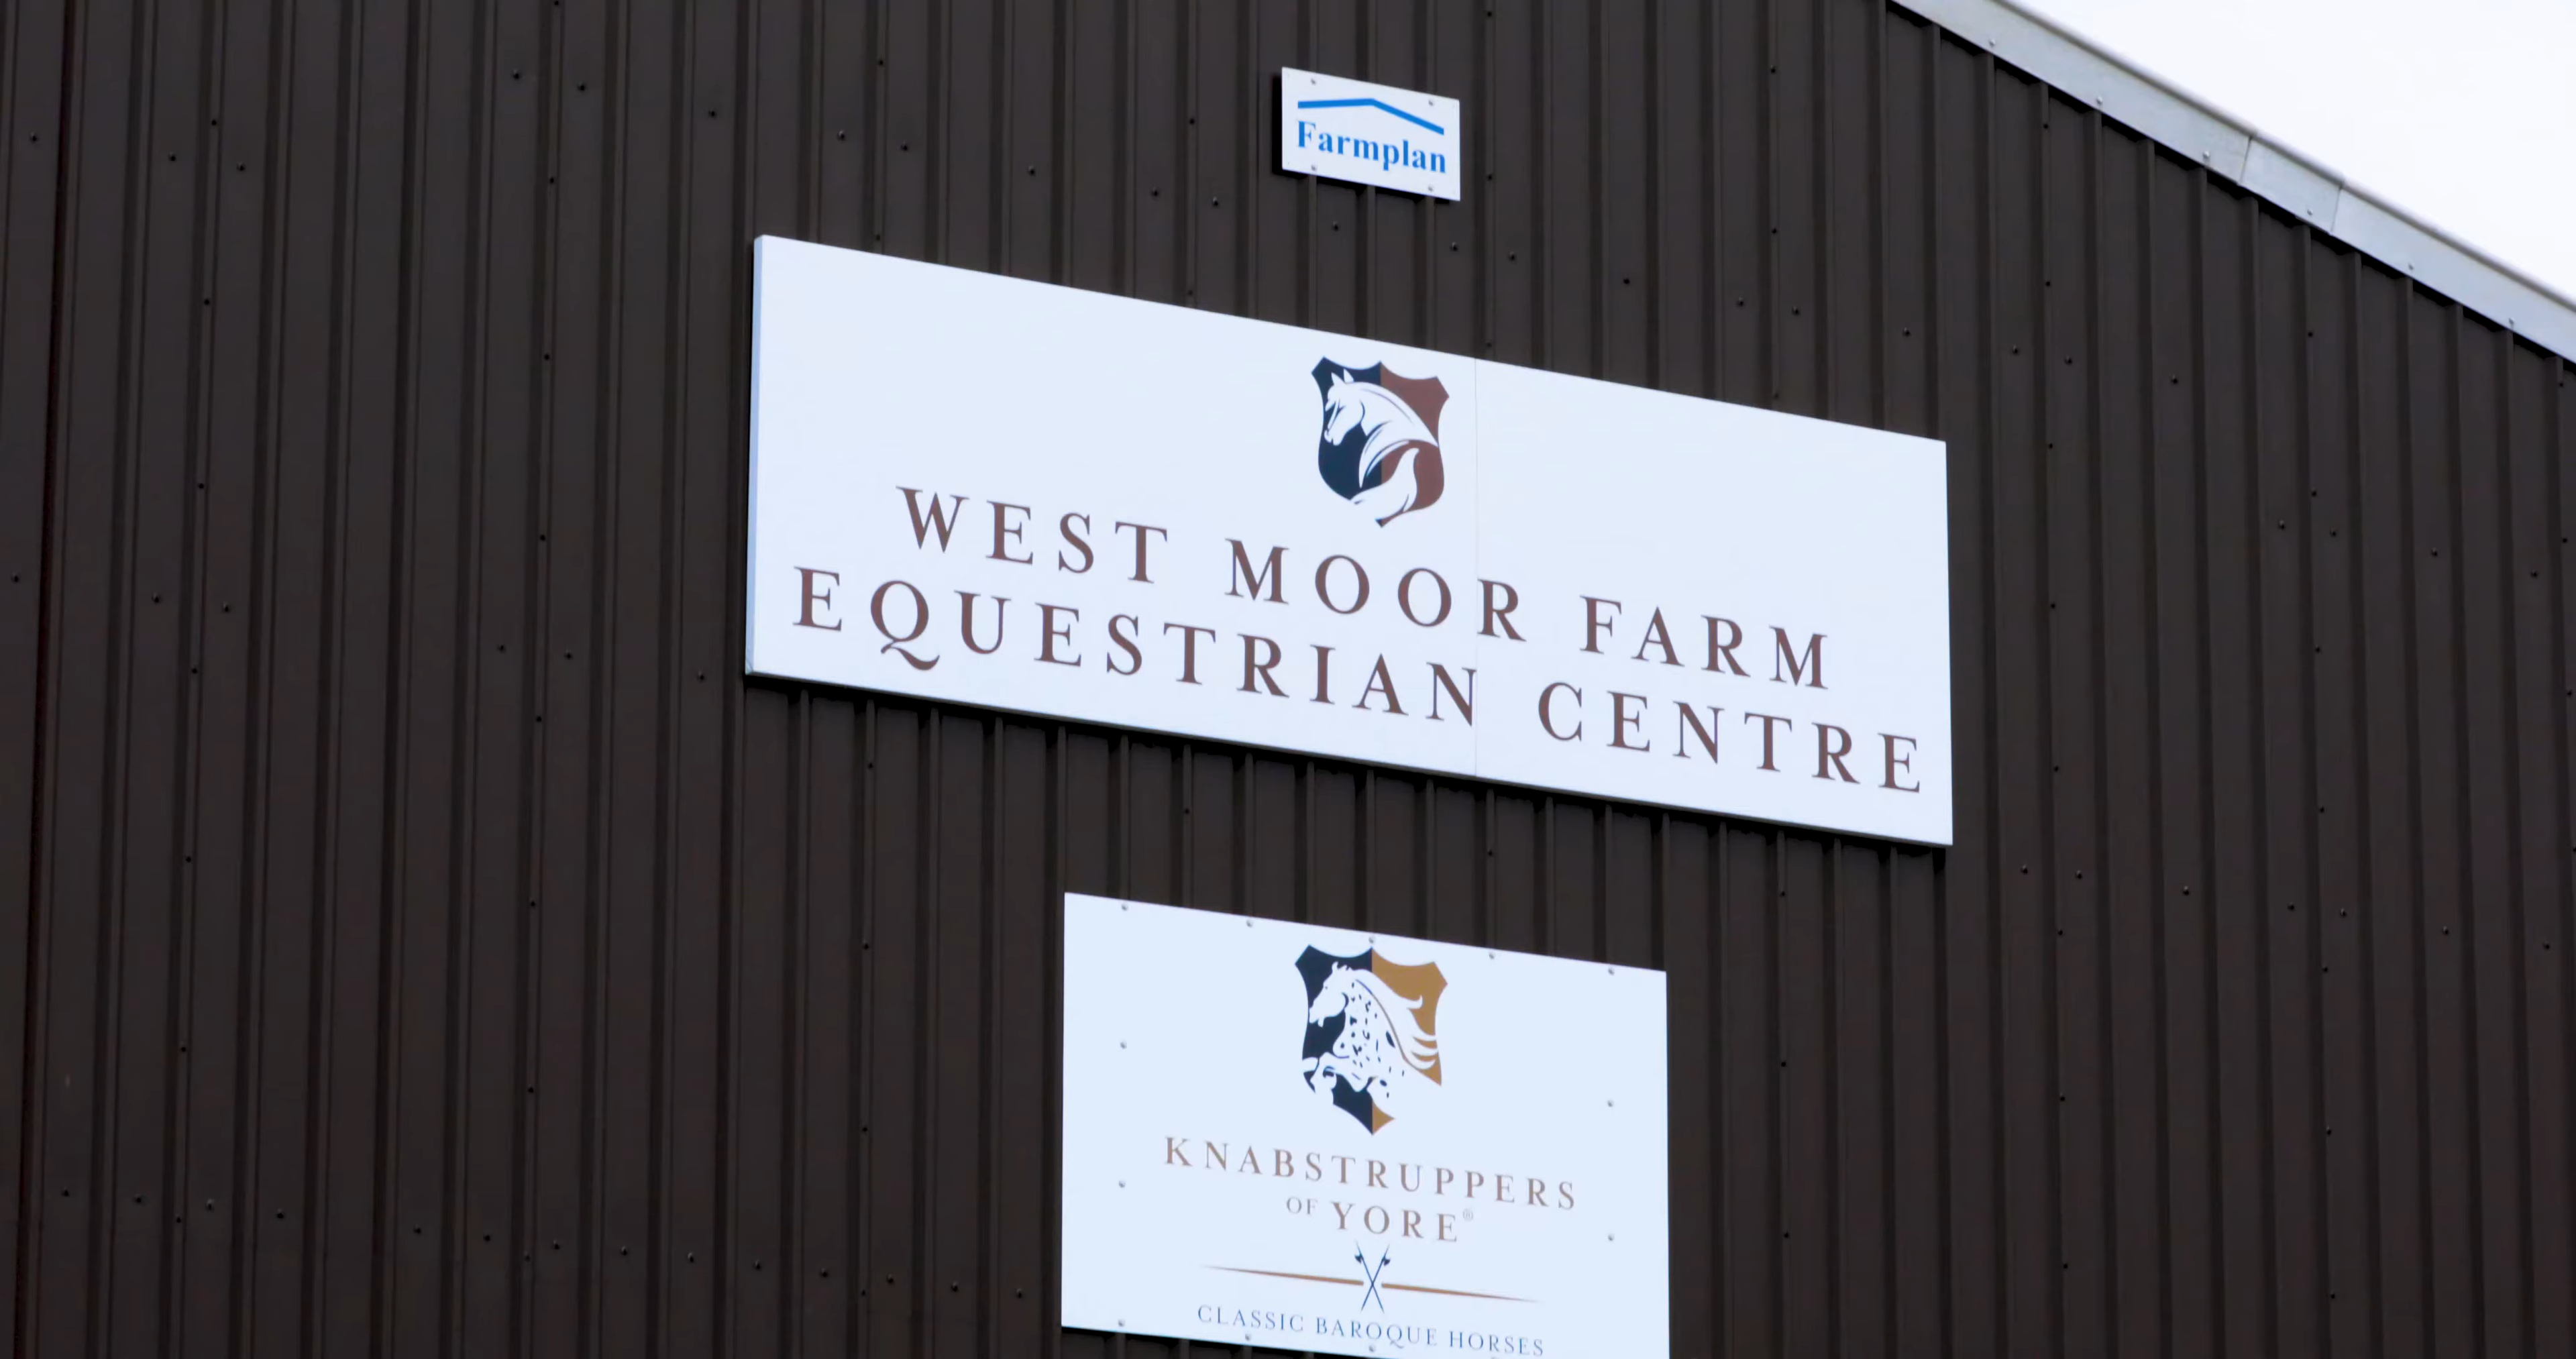 Farmplan
WEST MOOR FARM
EQUESTRIAN CENTRE
KNABSTRUPPERS
OF YORE®
CLASSIC BAROQUE HORSES